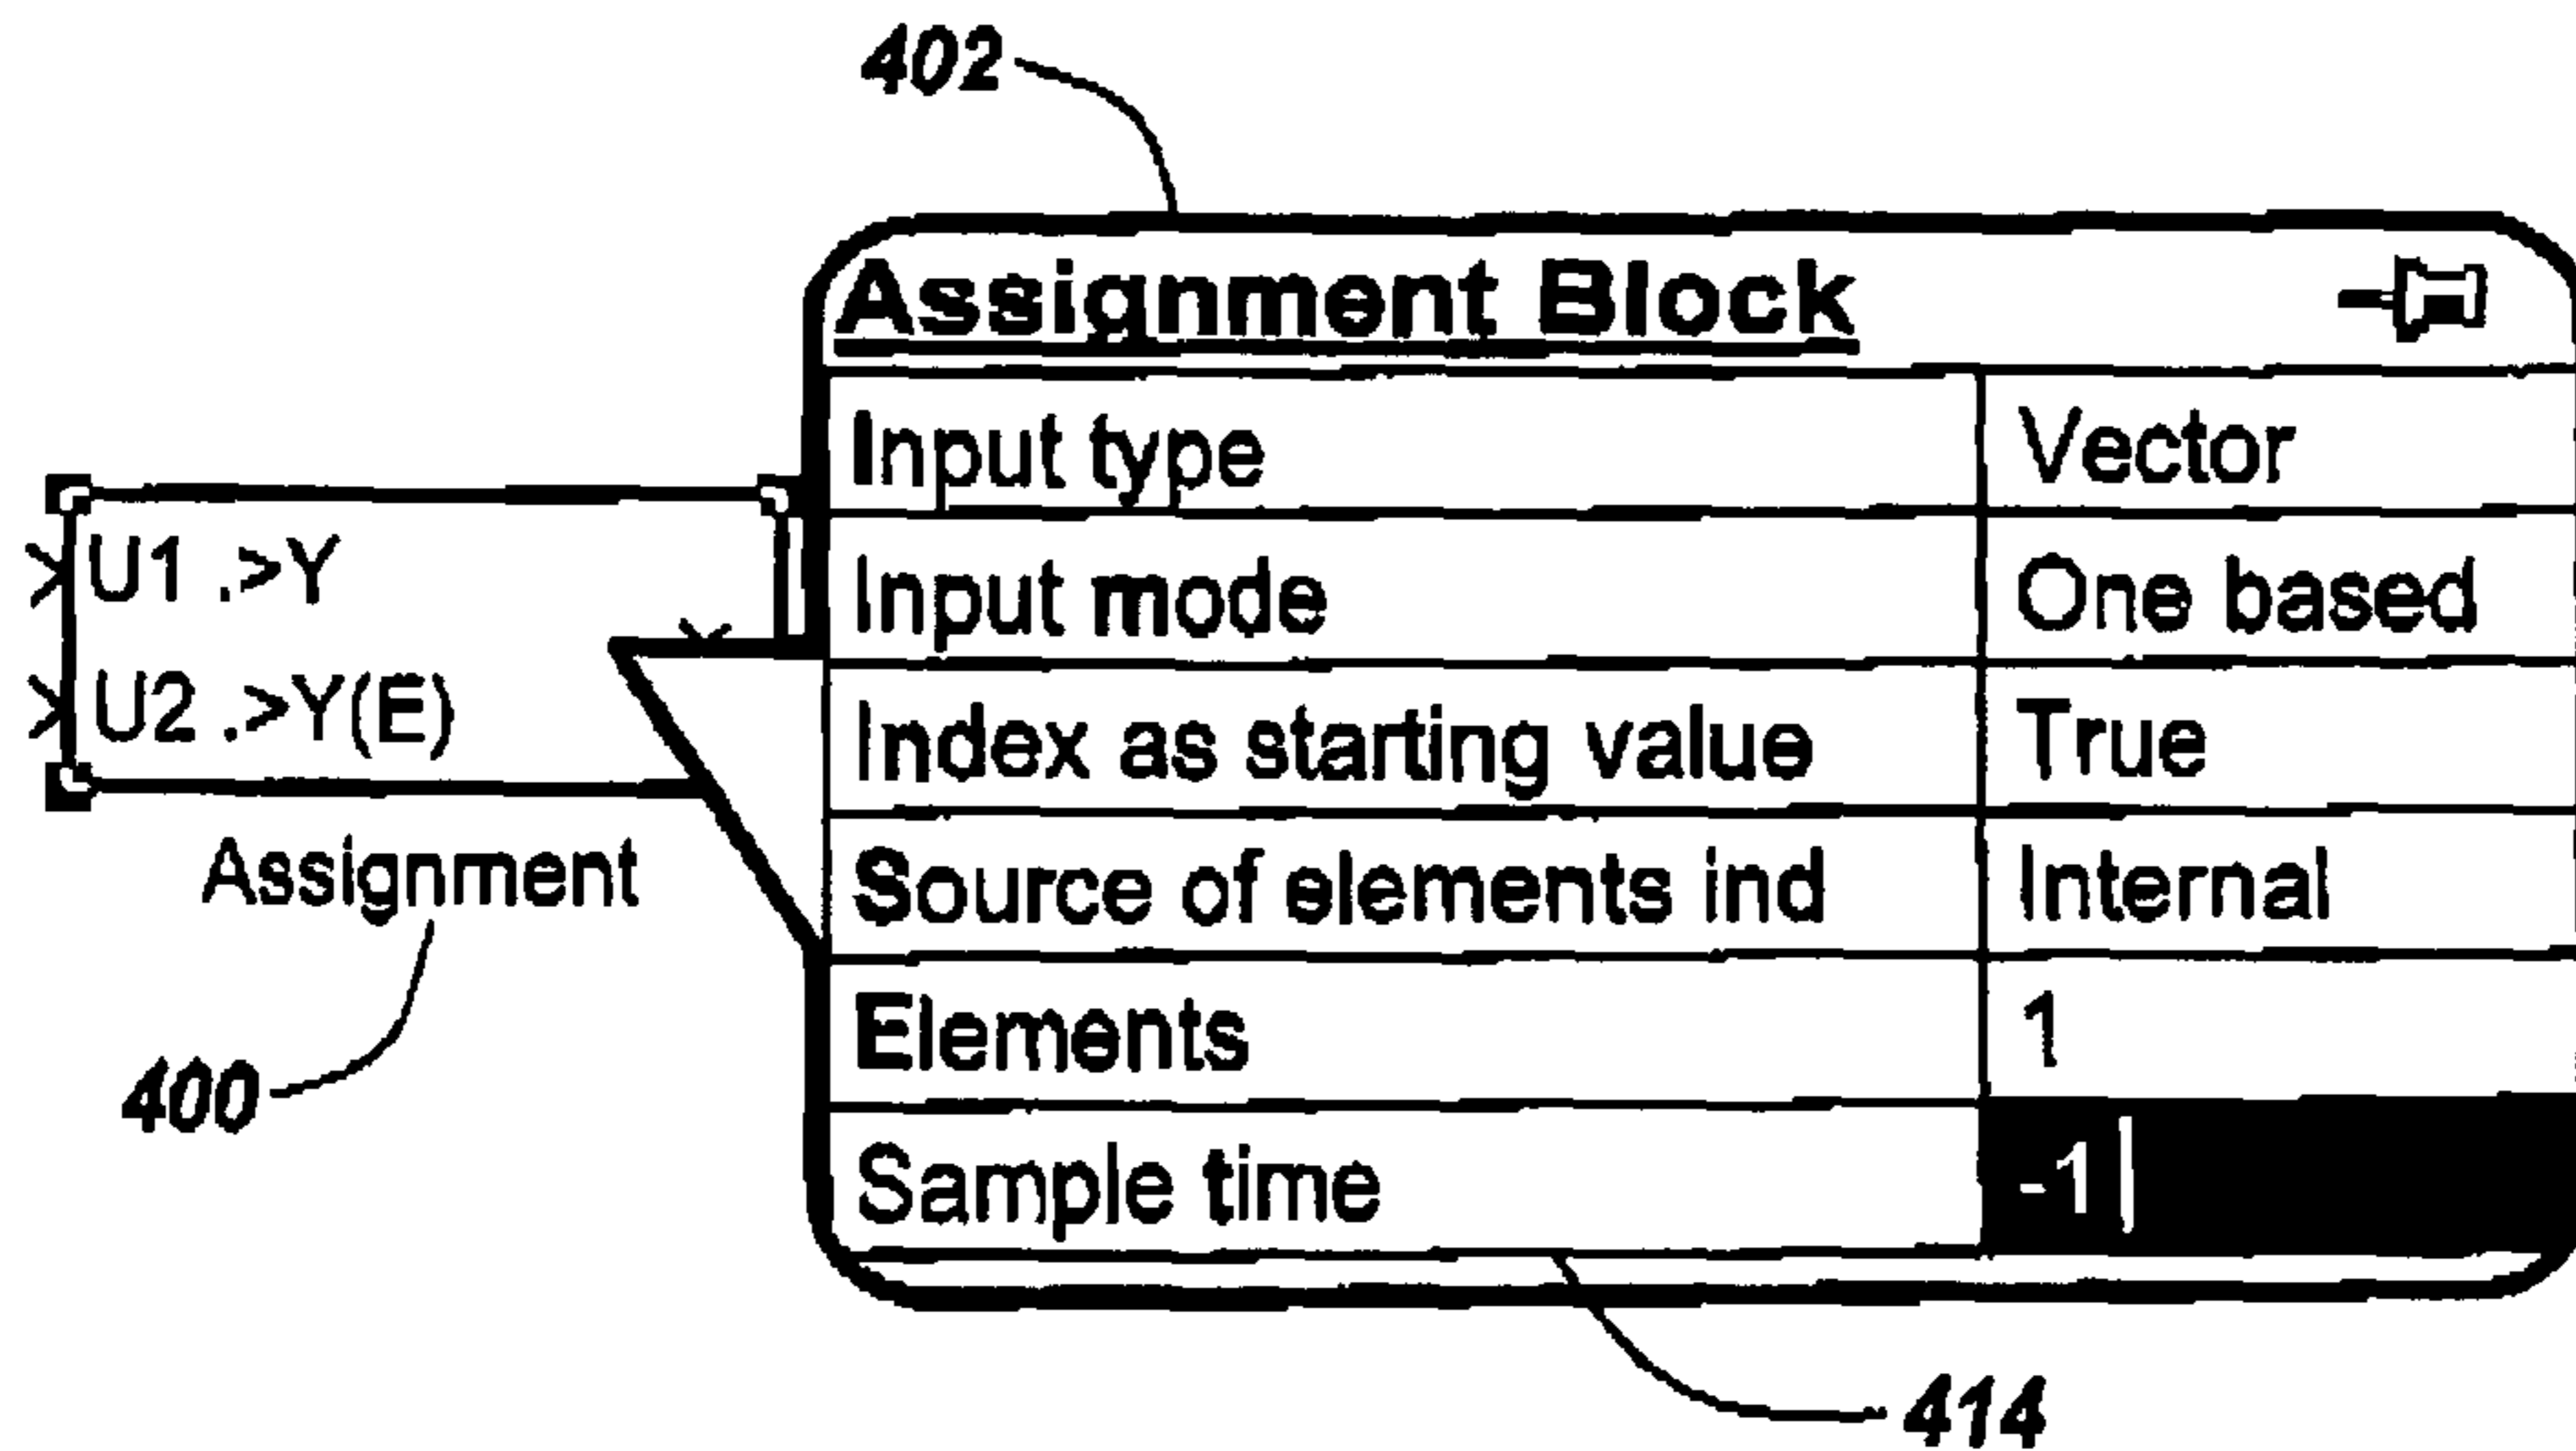 402
Assignment Block
Input type Vector
Input mode One based
Index as starting value True
Source of elements ind Internal
Elements 1
Sample time -1
U1 .>Y
U2 .>Y(E)
Assignment
400
414